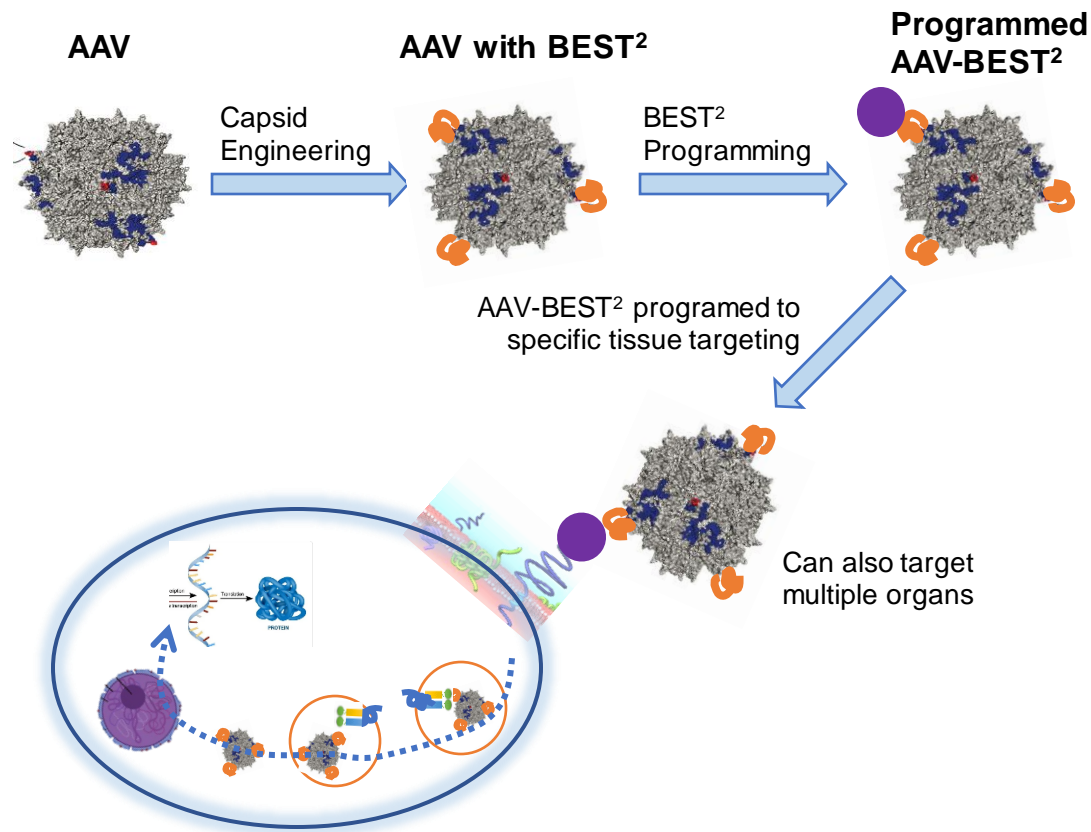 AAV
AAV with BEST²
Programmed
AAV-BEST²
Capsid
Engineering
BEST²
Programming
AAV-BEST² programed to
specific tissue targeting
Can also target
multiple organs
Translation
PROTEIN